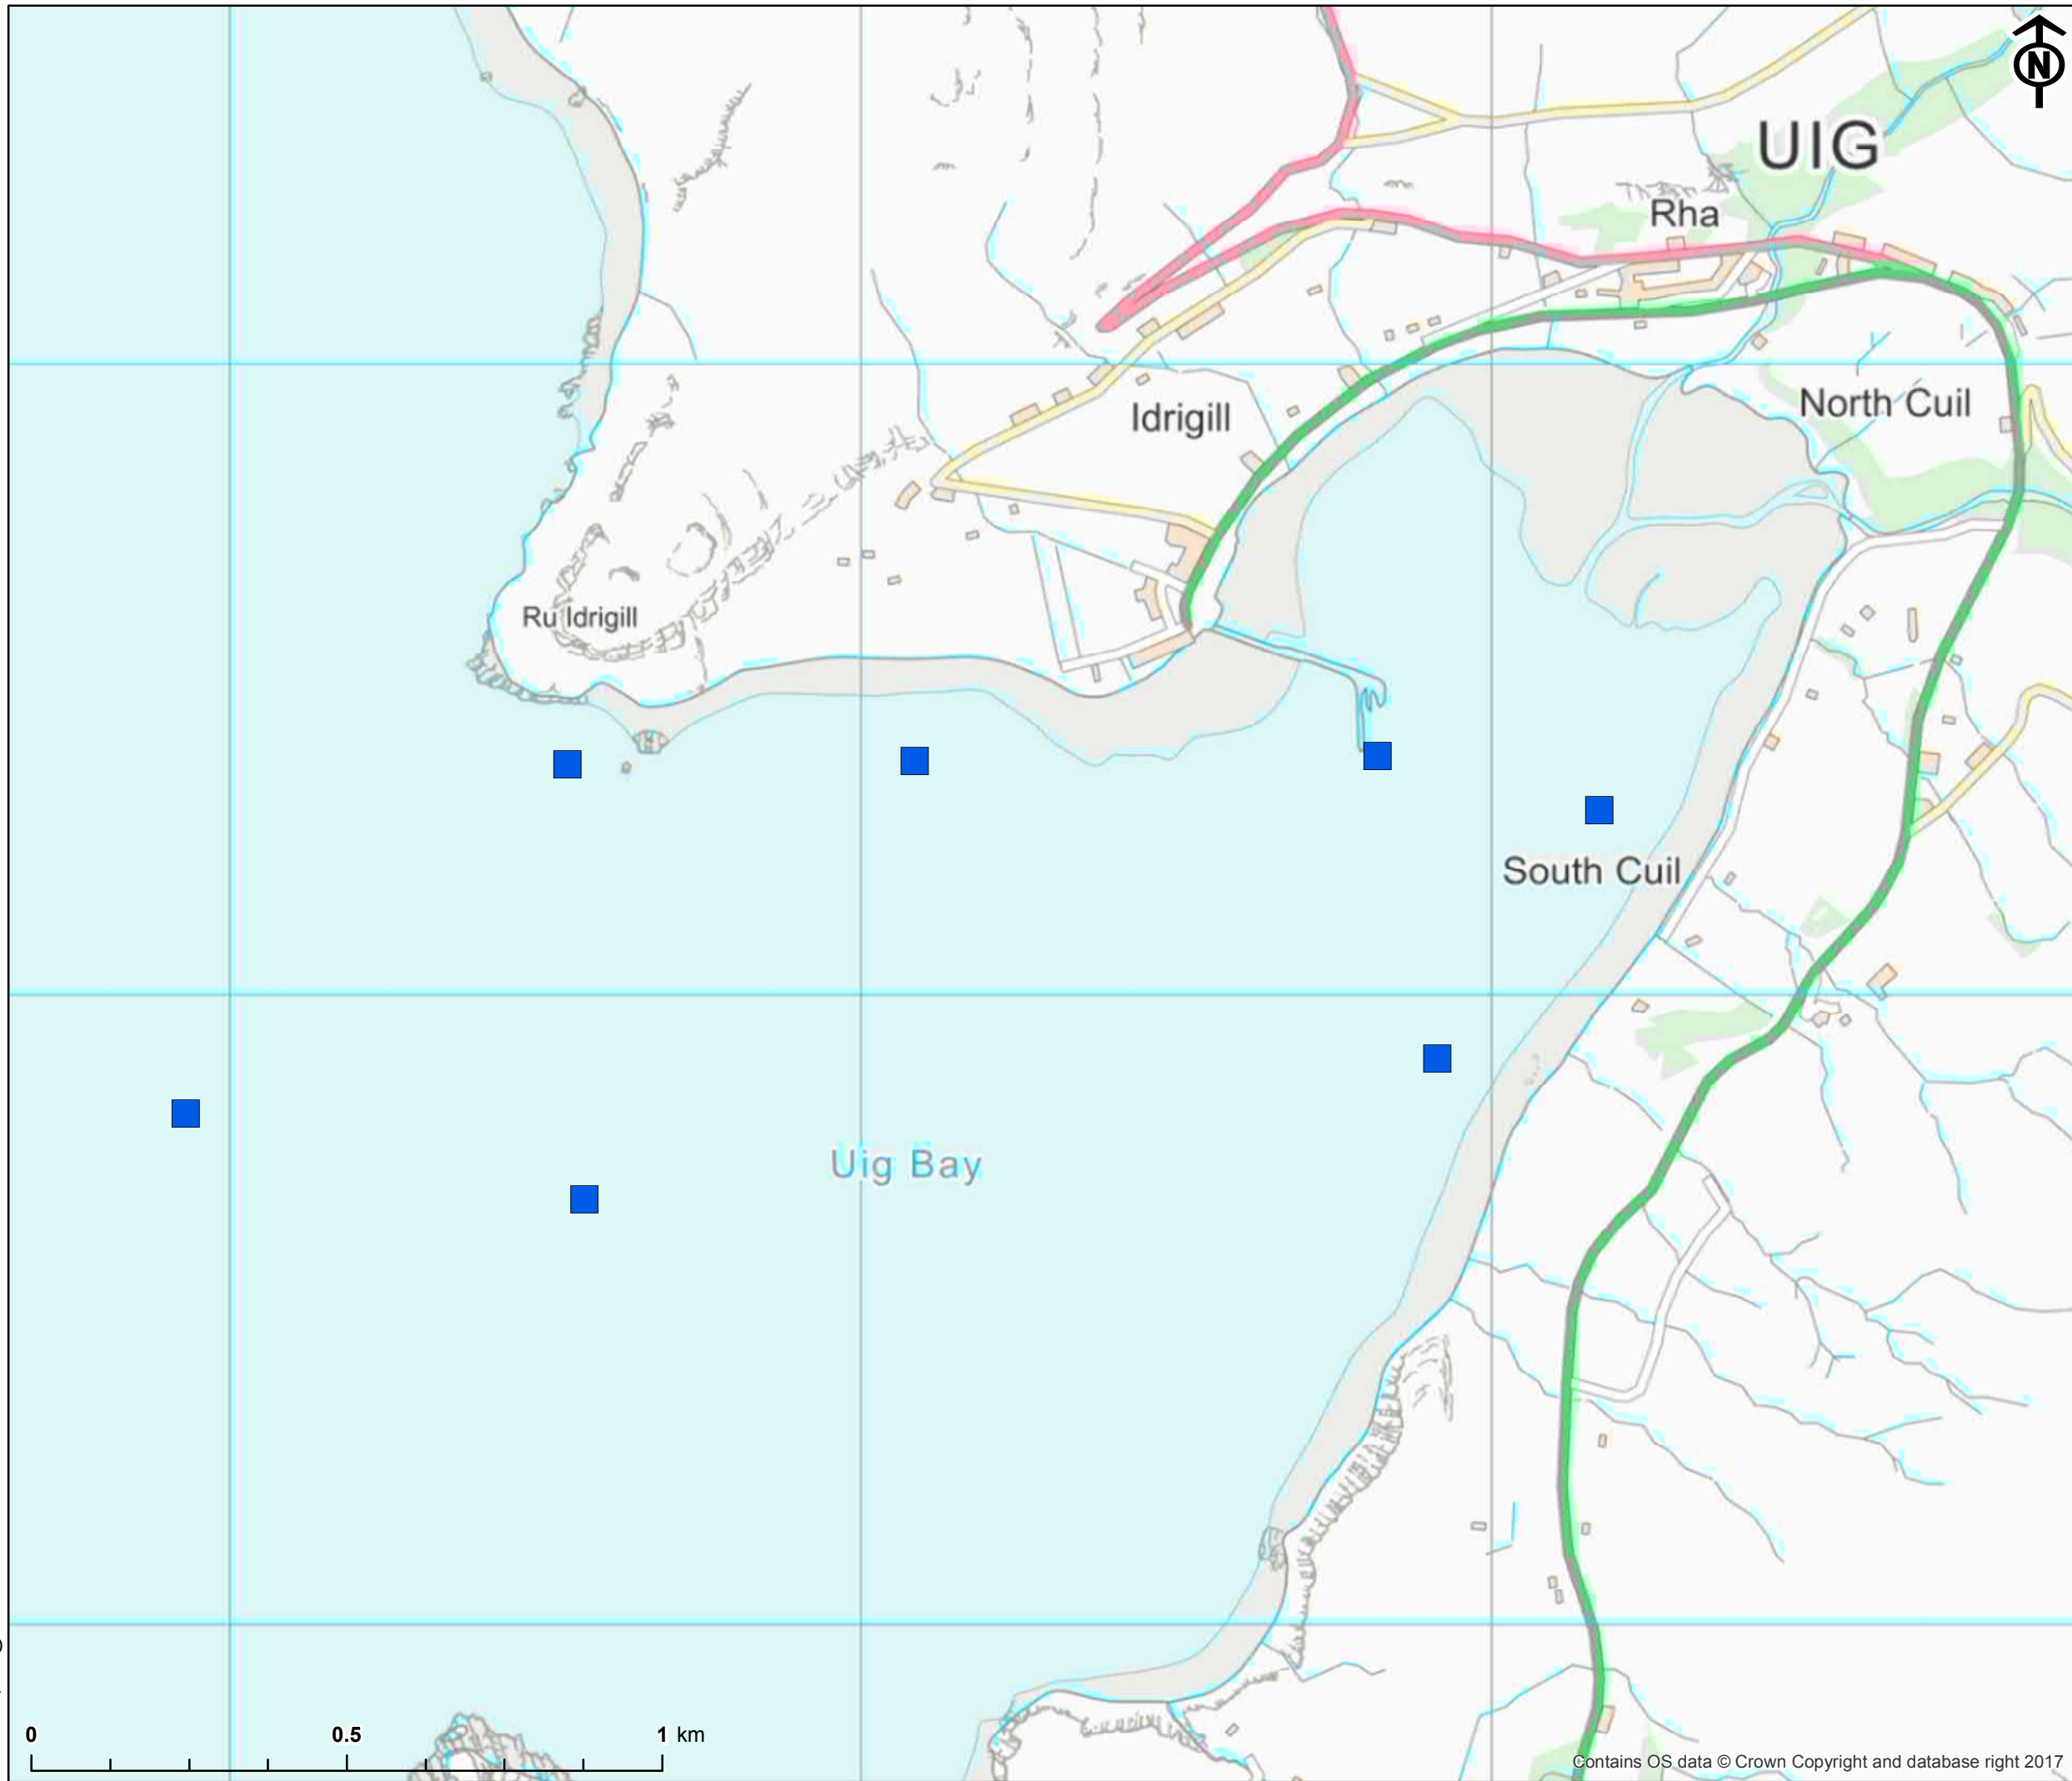 N
UIG
Rha
North Cuil
Idrigill
Ru Idrigill
South Cuil
Uig Bay
0 0.5 1 km
Contains OS data © Crown Copyright and database right 2017